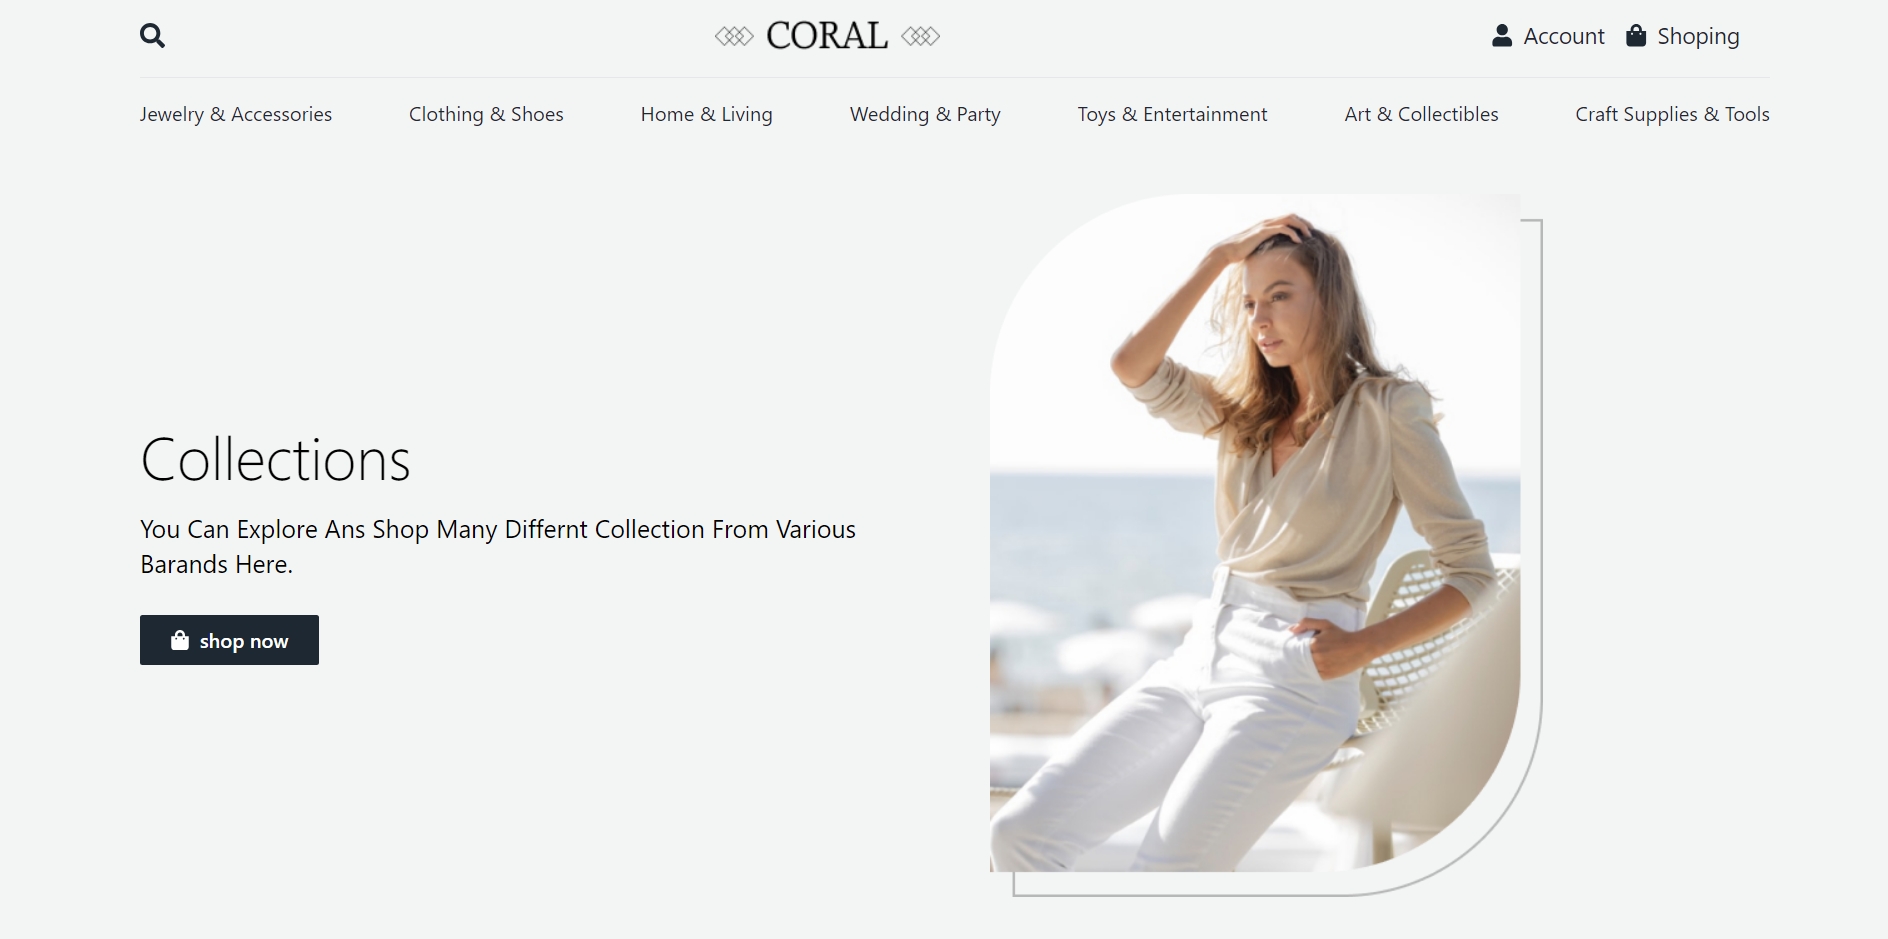 CORAL
Account Shoping
Jewelry & Accessories Clothing & Shoes Home & Living Wedding & Party Toys & Entertainment Art & Collectibles Craft Supplies & Tools
Collections
You Can Explore Ans Shop Many Differnt Collection From Various
Barands Here.
shop now